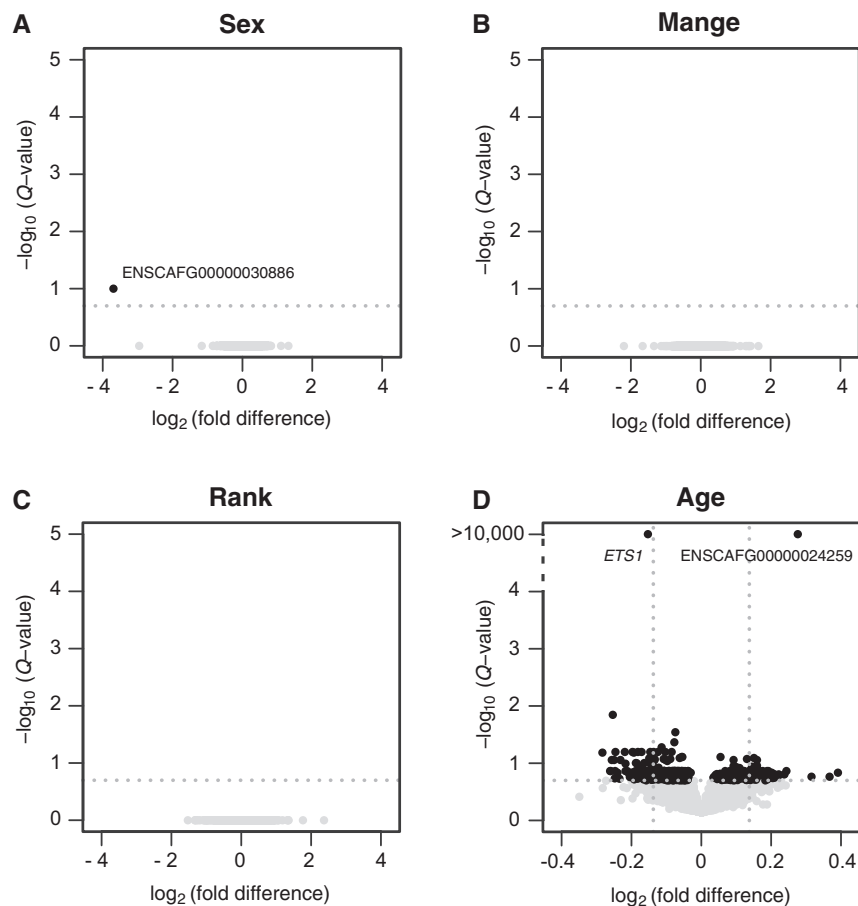 A Sex
5
4
3
2
1
0
–log10 (Q–value)
ENSCAFG00000030886
- 4 - 2 0 2 4
log2 (fold difference)
B Mange
5
4
3
2
1
0
–log10 (Q–value)
- 4 - 2 0 2 4
log2 (fold difference)
C Rank
5
4
3
2
1
0
–log10 (Q–value)
- 4 - 2 0 2 4
log2 (fold difference)
D Age
>10,000
4
3
2
1
0
–log10 (Q–value)
ETS1 ENSCAFG00000024259
-0.4 -0.2 0 0.2 0.4
log2 (fold difference)